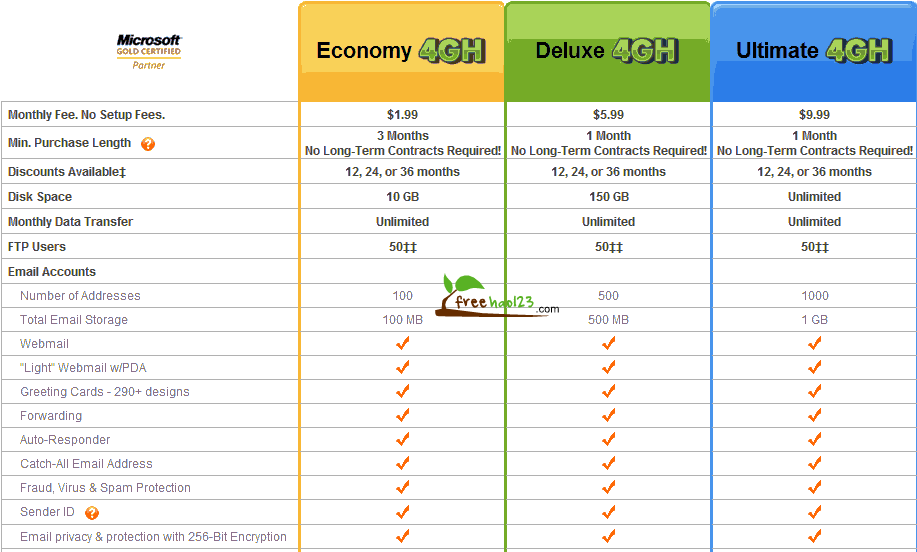 Microsoft
GOLD CERTIFIED
Partner
Economy 4GH
Deluxe 4GH
Ultimate 4GH
Monthly Fee. No Setup Fees. $1.99 $5.99 $9.99
Min. Purchase Length ? 3 Months 1 Month 1 Month
No Long-Term Contracts Required! No Long-Term Contracts Required! No Long-Term Contracts Required!
Discounts Available‡ 12, 24, or 36 months 12, 24, or 36 months 12, 24, or 36 months
Disk Space 10 GB 150 GB Unlimited
Monthly Data Transfer Unlimited Unlimited Unlimited
FTP Users 50‡‡ 50‡‡ 50‡‡
Email Accounts
Number of Addresses 100 500 1000
freehao123.com
Total Email Storage 100 MB 500 MB 1 GB
Webmail
"Light" Webmail w/PDA
Greeting Cards - 290+ designs
Forwarding
Auto-Responder
Catch-All Email Address
Fraud, Virus & Spam Protection
Sender ID ?
Email privacy & protection with 256-Bit Encryption